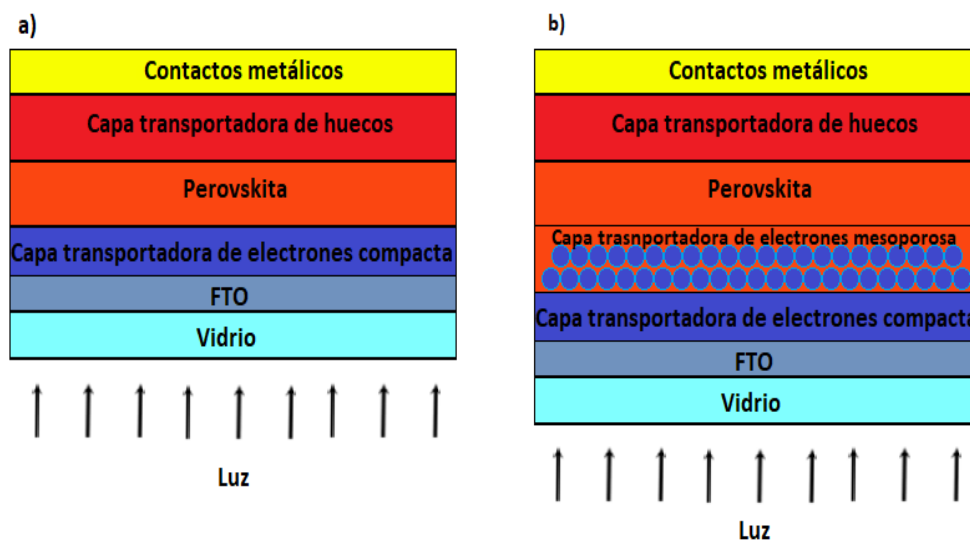 a)
Contactos metálicos
Capa transportadora de huecos
Perovskita
Capa transportadora de electrones compacta
FTO
Vidrio
Luz
b)
Contactos metálicos
Capa transportadora de huecos
Perovskita
Capa trasnportadora de electrones mesoporosa
Capa transportadora de electrones compacta
FTO
Vidrio
Luz